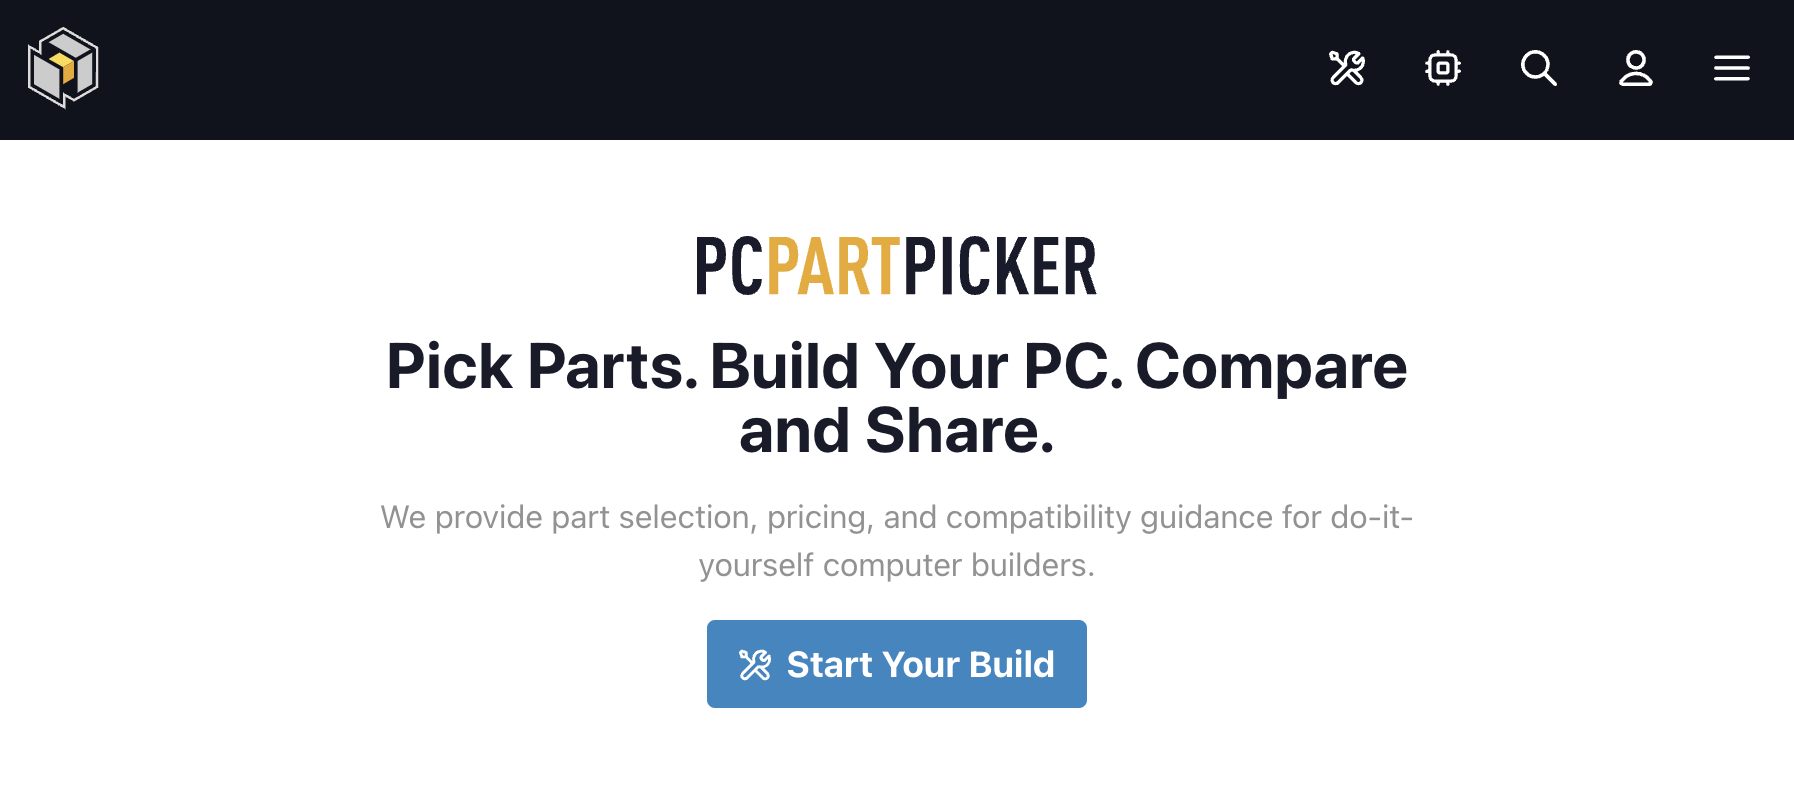 PCPARTPICKER
Pick Parts. Build Your PC. Compare
and Share.
We provide part selection, pricing, and compatibility guidance for do-it-
yourself computer builders.
Start Your Build